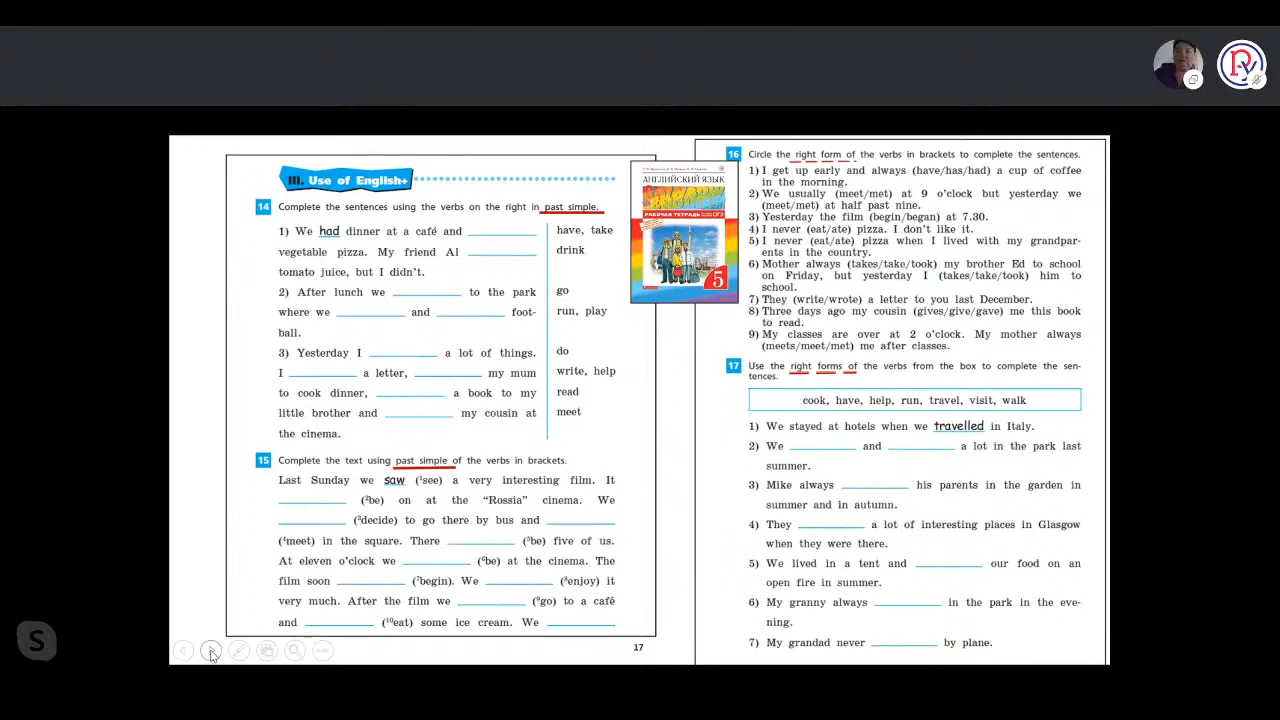 III. Use of English+
14 Complete the sentences using the verbs on the right in past simple.
1) We had dinner at a café and
vegetable pizza. My friend Al
tomato juice, but I didn't.
2) After lunch we to the park
where we and foot-
ball.
3) Yesterday I a lot of things.
I a letter, my mum
to cook dinner, a book to my
little brother and my cousin at
the cinema.
have, take
drink
go
run, play
do
write, help
read
meet
15 Complete the text using past simple of the verbs in brackets.
Last Sunday we saw (¹see) a very interesting film. It
(²be) on at the “Rossia” cinema. We
(³decide) to go there by bus and
(⁴meet) in the square. There (⁵be) five of us.
At eleven o'clock we (⁶be) at the cinema. The
film soon (⁷begin). We (⁸enjoy) it
very much. After the film we (⁹go) to a café
and (¹⁰eat) some ice cream. We
17
АНГЛИЙСКИЙ ЯЗЫК
РАБОЧАЯ ТЕТРАДЬ
5
16 Circle the right form of the verbs in brackets to complete the sentences.
1) I get up early and always (have/has/had) a cup of coffee
in the morning.
2) We usually (meet/met) at 9 o'clock but yesterday we
(meet/met) at half past nine.
3) Yesterday the film (begin/began) at 7.30.
4) I never (eat/ate) pizza. I don't like it.
5) I never (eat/ate) pizza when I lived with my grandpar-
ents in the country.
6) Mother always (takes/take/took) my brother Ed to school
on Friday, but yesterday I (takes/take/took) him to
school.
7) They (write/wrote) a letter to you last December.
8) Three days ago my cousin (gives/give/gave) me this book
to read.
9) My classes are over at 2 o'clock. My mother always
(meets/meet/met) me after classes.
17 Use the right forms of the verbs from the box to complete the sen-
tences.
cook, have, help, run, travel, visit, walk
1) We stayed at hotels when we travelled in Italy.
2) We and a lot in the park last
summer.
3) Mike always his parents in the garden in
summer and in autumn.
4) They a lot of interesting places in Glasgow
when they were there.
5) We lived in a tent and our food on an
open fire in summer.
6) My granny always in the park in the eve-
ning.
7) My grandad never by plane.
S